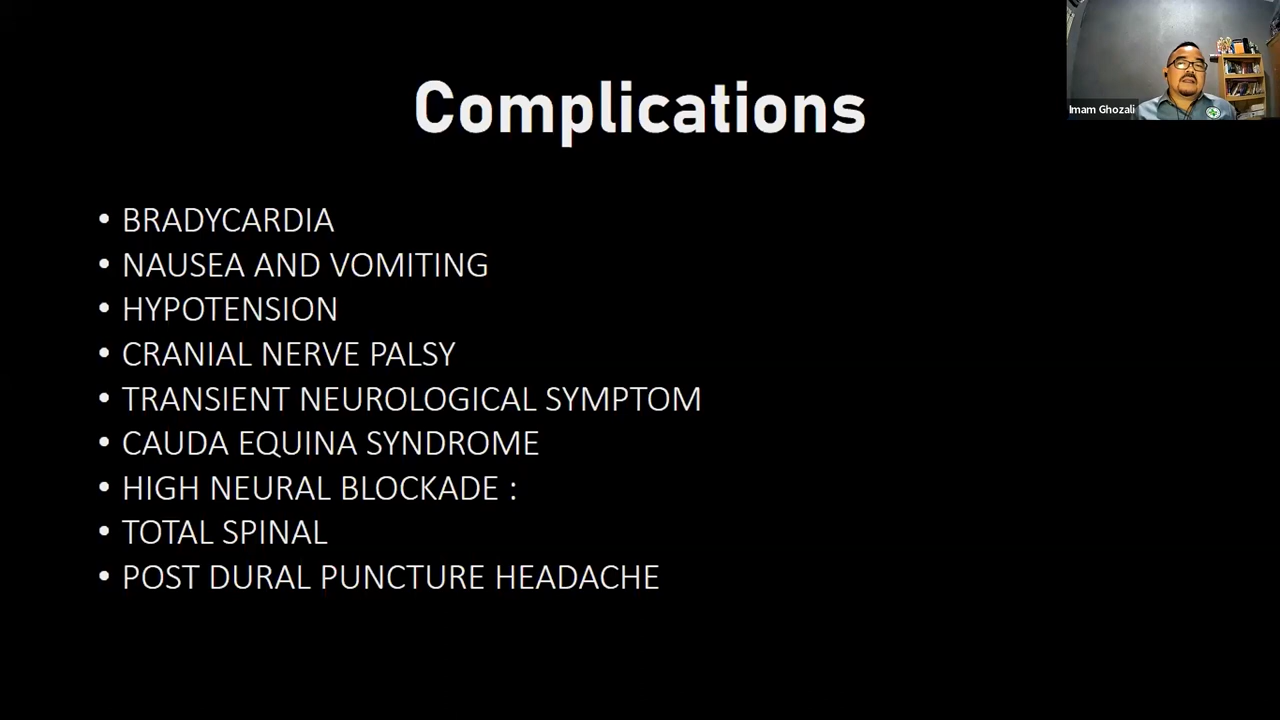 Complications
Imam Ghozali
• BRADYCARDIA
• NAUSEA AND VOMITING
• HYPOTENSION
• CRANIAL NERVE PALSY
• TRANSIENT NEUROLOGICAL SYMPTOM
• CAUDA EQUINA SYNDROME
• HIGH NEURAL BLOCKADE :
• TOTAL SPINAL
• POST DURAL PUNCTURE HEADACHE